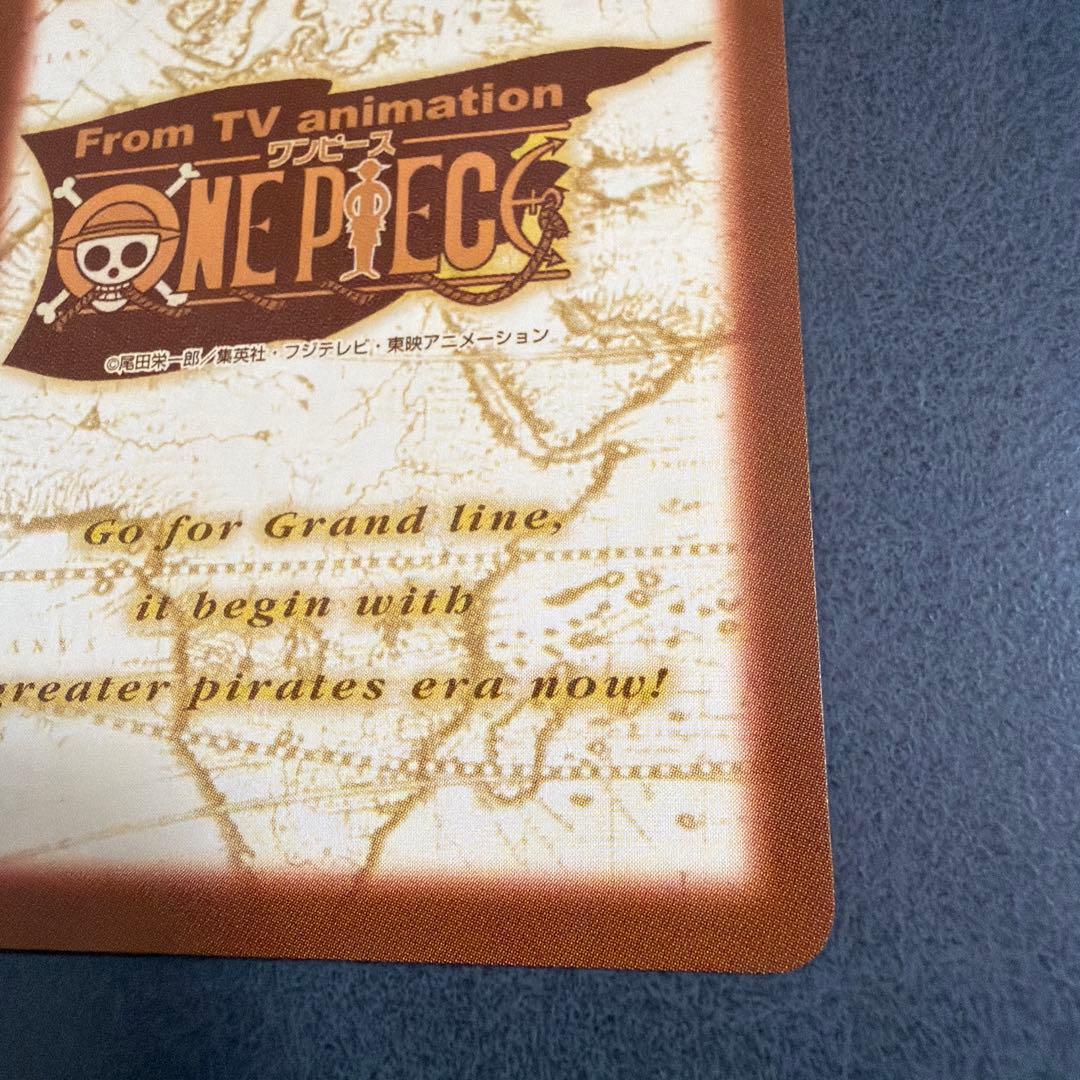 From TV animation
ワンピース
ONE PIECE
©尾田栄一郎／集英社・フジテレビ・東映アニメーション
Go for Grand line,
it begin with
greater pirates era now!